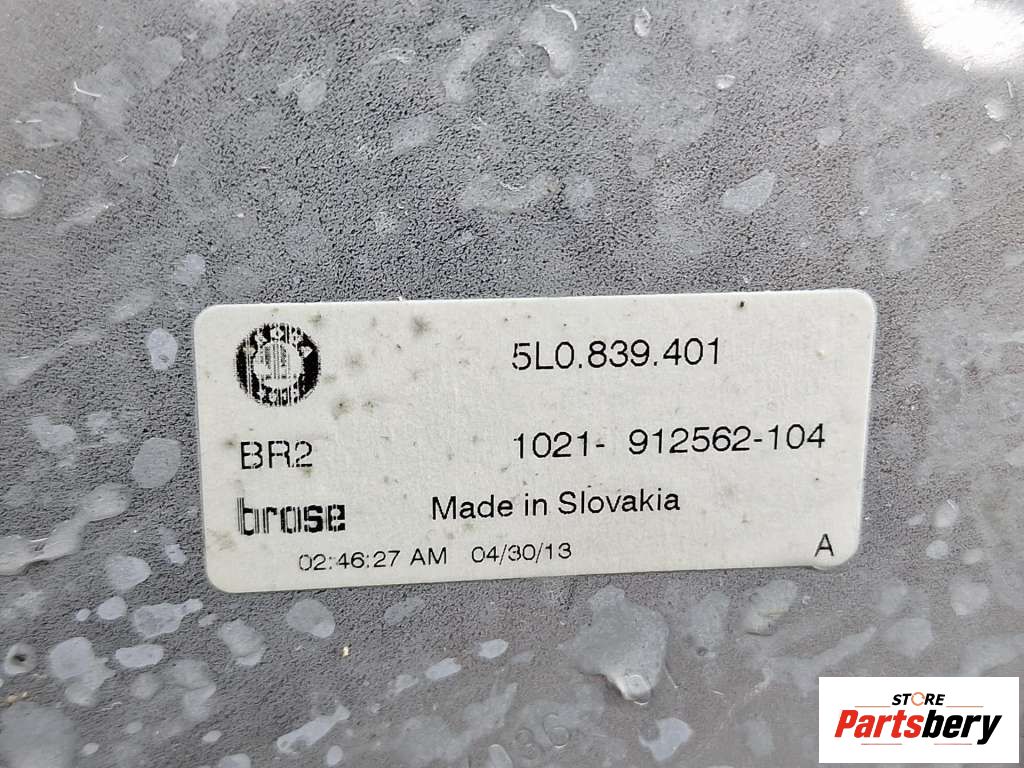 5L0.839.401
BR2 1021- 912562-104
brose Made in Slovakia
02:46:27 AM 04/30/13 A
STORE
Partsbery